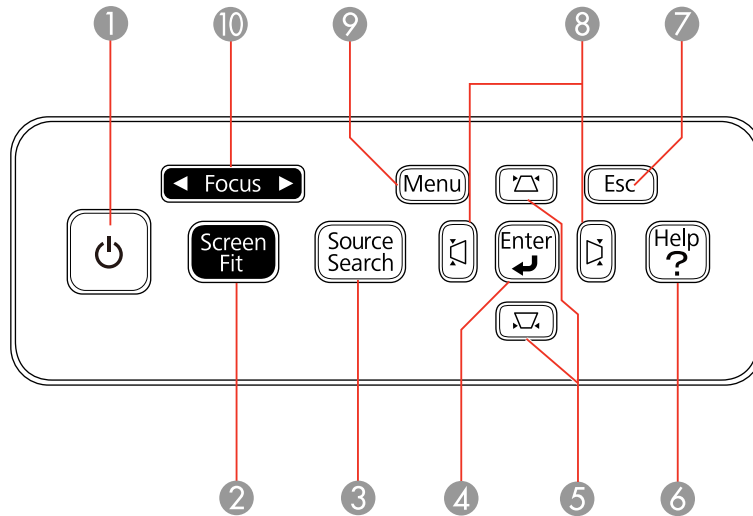 1 10 9 8 7
◄ Focus ►
Menu
Esc
Screen
Fit
Source
Search
Enter
Help
?
2 3 4 5 6